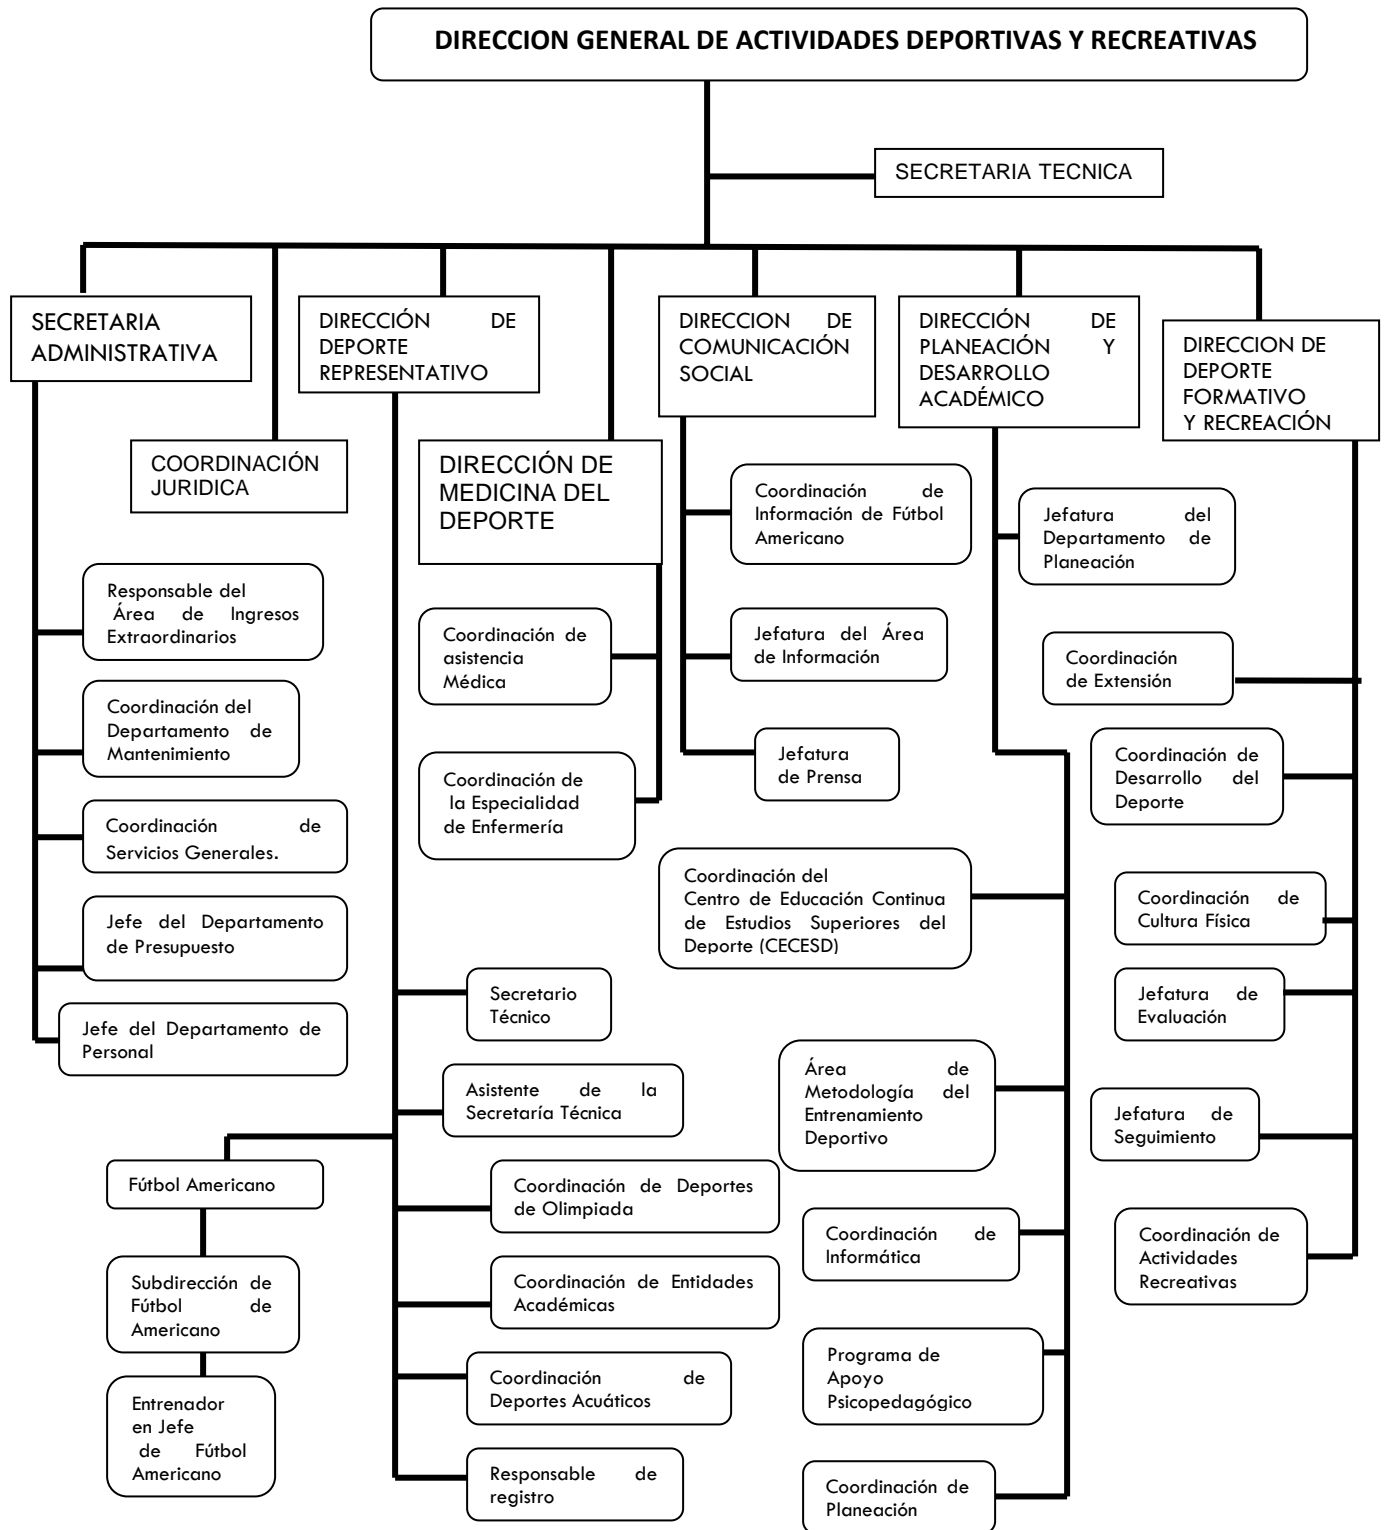 DIRECCION GENERAL DE ACTIVIDADES DEPORTIVAS Y RECREATIVAS
SECRETARIA TECNICA
SECRETARIA
ADMINISTRATIVA
DIRECCIÓN DE
DEPORTE
REPRESENTATIVO
DIRECCION DE
COMUNICACIÓN
SOCIAL
DIRECCIÓN DE
PLANEACIÓN Y
DESARROLLO
ACADÉMICO
DIRECCION DE
DEPORTE
FORMATIVO
Y RECREACIÓN
COORDINACIÓN
JURIDICA
DIRECCIÓN DE
MEDICINA DEL
DEPORTE
Responsable del
Área de Ingresos
Extraordinarios
Coordinación del
Departamento de
Mantenimiento
Coordinación de
Servicios Generales.
Jefe del Departamento
de Presupuesto
Jefe del Departamento de
Personal
Coordinación de
asistencia
Médica
Coordinación de
la Especialidad
de Enfermería
Coordinación de
Información de Fútbol
Americano
Jefatura del Área
de Información
Jefatura
de Prensa
Jefatura del
Departamento de
Planeación
Coordinación
de Extensión
Coordinación de
Desarrollo del
Deporte
Coordinación de
Cultura Física
Jefatura de
Evaluación
Jefatura de
Seguimiento
Coordinación de
Actividades
Recreativas
Coordinación del
Centro de Educación Continua
de Estudios Superiores del
Deporte (CECESD)
Área de
Metodología del
Entrenamiento
Deportivo
Coordinación de
Informática
Programa de
Apoyo
Psicopedagógico
Coordinación de
Planeación
Secretario
Técnico
Asistente de la
Secretaría Técnica
Coordinación de Deportes
de Olimpiada
Coordinación de Entidades
Académicas
Coordinación de
Deportes Acuáticos
Responsable de
registro
Fútbol Americano
Subdirección de
Fútbol de
Americano
Entrenador
en Jefe
de Fútbol
Americano